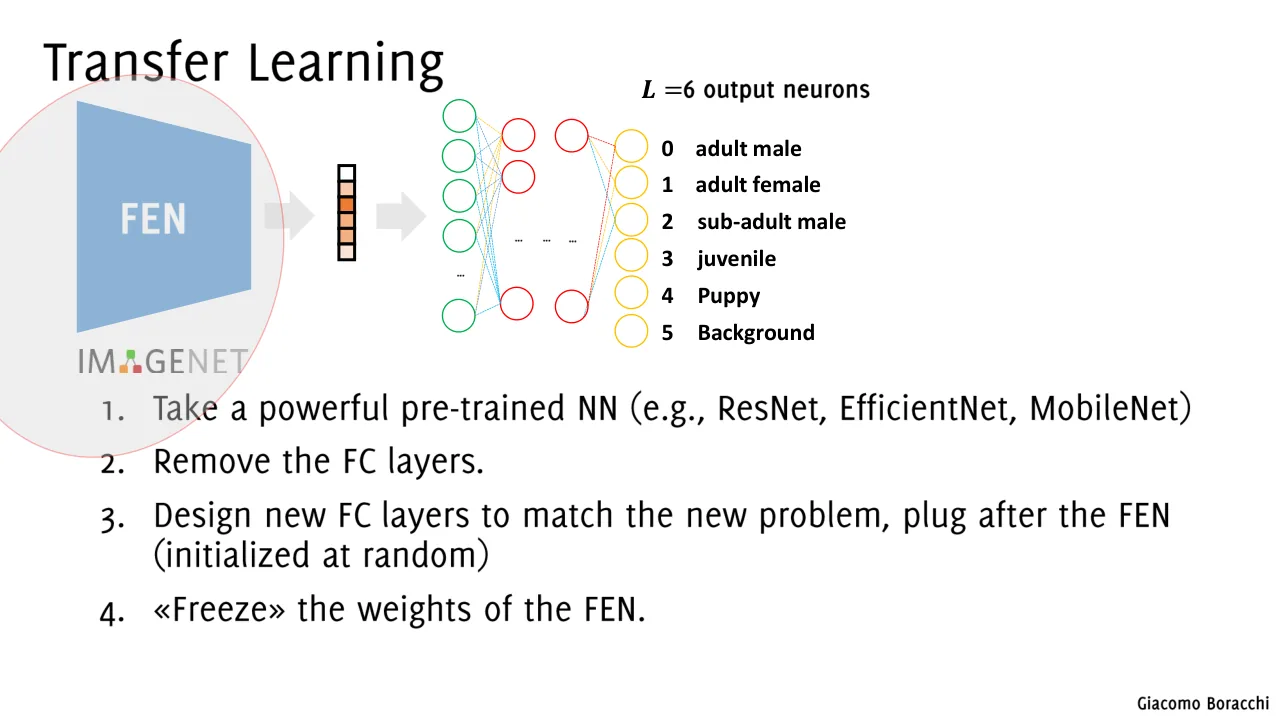 Transfer Learning
L =6 output neurons
FEN
0 adult male
1 adult female
2 sub-adult male
... ... ...
3 juvenile
...
4 Puppy
5 Background
IMAGENET
1. Take a powerful pre-trained NN (e.g., ResNet, EfficientNet, MobileNet)
2. Remove the FC layers.
3. Design new FC layers to match the new problem, plug after the FEN
(initialized at random)
4. «Freeze» the weights of the FEN.
Giacomo Boracchi